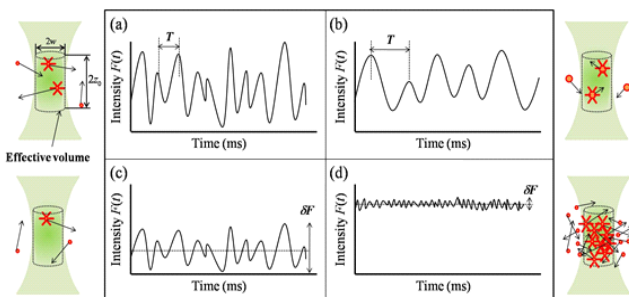 (a)
T
Intensity F(t)
Time (ms)
(b)
T
Intensity F(t)
Time (ms)
2w
2z₀
Effective volume
(c)
δF
Intensity F(t)
Time (ms)
(d)
δF
Intensity F(t)
Time (ms)